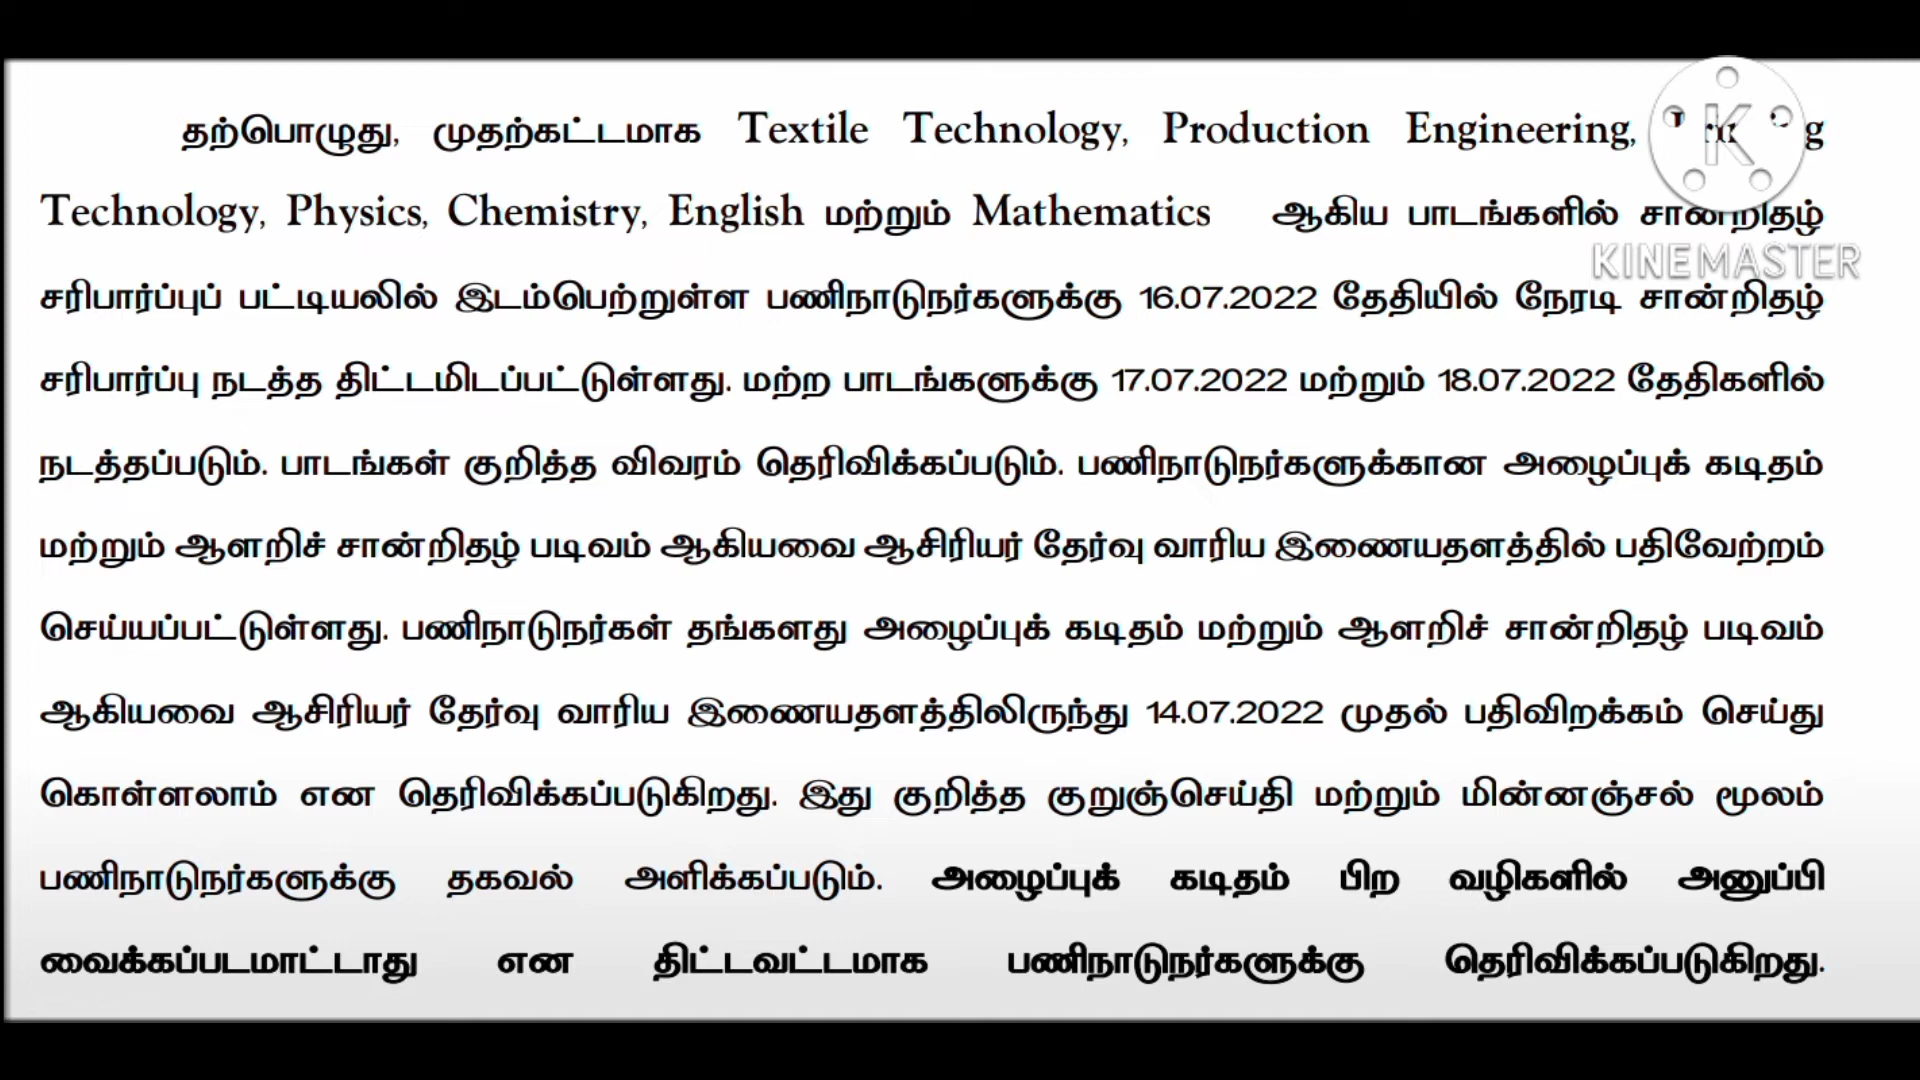 தற்பொழுது, முதற்கட்டமாக Textile Technology, Production Engineering,
Technology, Physics, Chemistry, English மற்றும் Mathematics ஆகிய பாடங்களில் சான்றிதழ்
KINEMASTER
சரிபார்ப்புப் பட்டியலில் இடம்பெற்றுள்ள பணிநாடுநர்களுக்கு 16.07.2022 தேதியில் நேரடி சான்றிதழ்
சரிபார்ப்பு நடத்த திட்டமிடப்பட்டுள்ளது. மற்ற பாடங்களுக்கு 17.07.2022 மற்றும் 18.07.2022 தேதிகளில்
நடத்தப்படும். பாடங்கள் குறித்த விவரம் தெரிவிக்கப்படும். பணிநாடுநர்களுக்கான அழைப்புக் கடிதம்
மற்றும் ஆளறிச் சான்றிதழ் படிவம் ஆகியவை ஆசிரியர் தேர்வு வாரிய இணையதளத்தில் பதிவேற்றம்
செய்யப்பட்டுள்ளது. பணிநாடுநர்கள் தங்களது அழைப்புக் கடிதம் மற்றும் ஆளறிச் சான்றிதழ் படிவம்
ஆகியவை ஆசிரியர் தேர்வு வாரிய இணையதளத்திலிருந்து 14.07.2022 முதல் பதிவிறக்கம் செய்து
கொள்ளலாம் என தெரிவிக்கப்படுகிறது. இது குறித்த குறுஞ்செய்தி மற்றும் மின்னஞ்சல் மூலம்
பணிநாடுநர்களுக்கு தகவல் அளிக்கப்படும். அழைப்புக் கடிதம் பிற வழிகளில் அனுப்பி
வைக்கப்படமாட்டாது என திட்டவட்டமாக பணிநாடுநர்களுக்கு தெரிவிக்கப்படுகிறது.